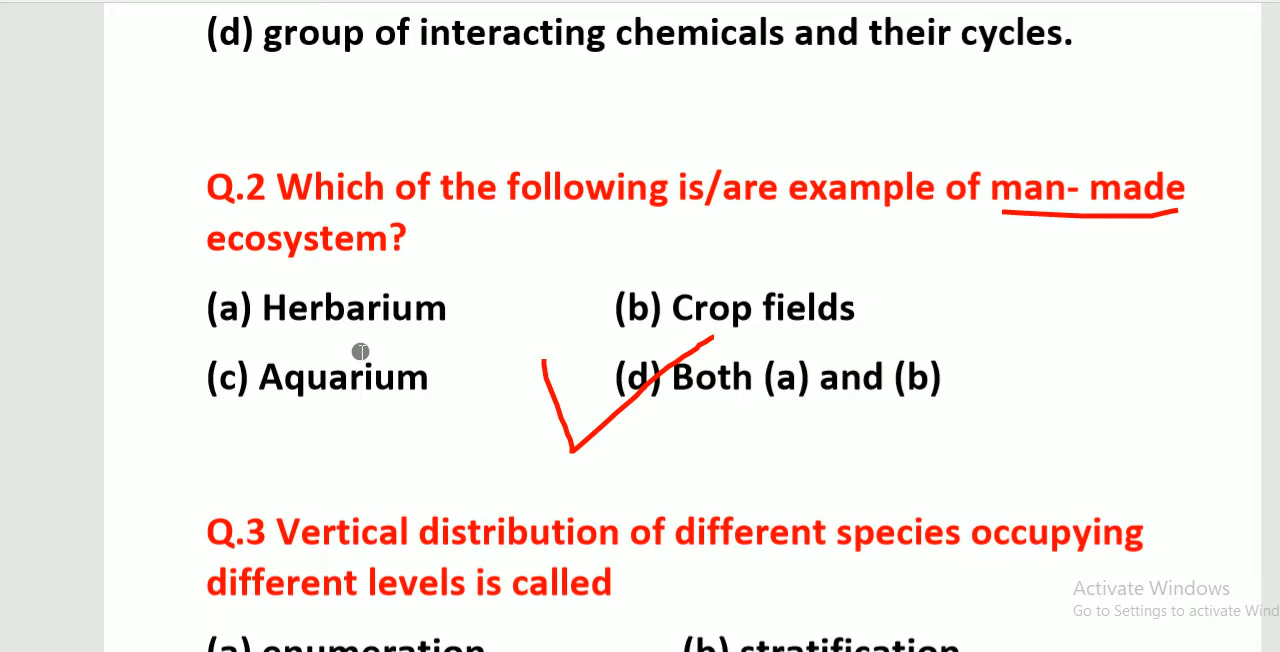 (d) group of interacting chemicals and their cycles.
Q.2 Which of the following is/are example of man- made
ecosystem?
(a) Herbarium (b) Crop fields
(c) Aquarium (d) Both (a) and (b)
Q.3 Vertical distribution of different species occupying
different levels is called
Activate Windows
Go to Settings to activate Wind
(a) enumeration (b) stratification